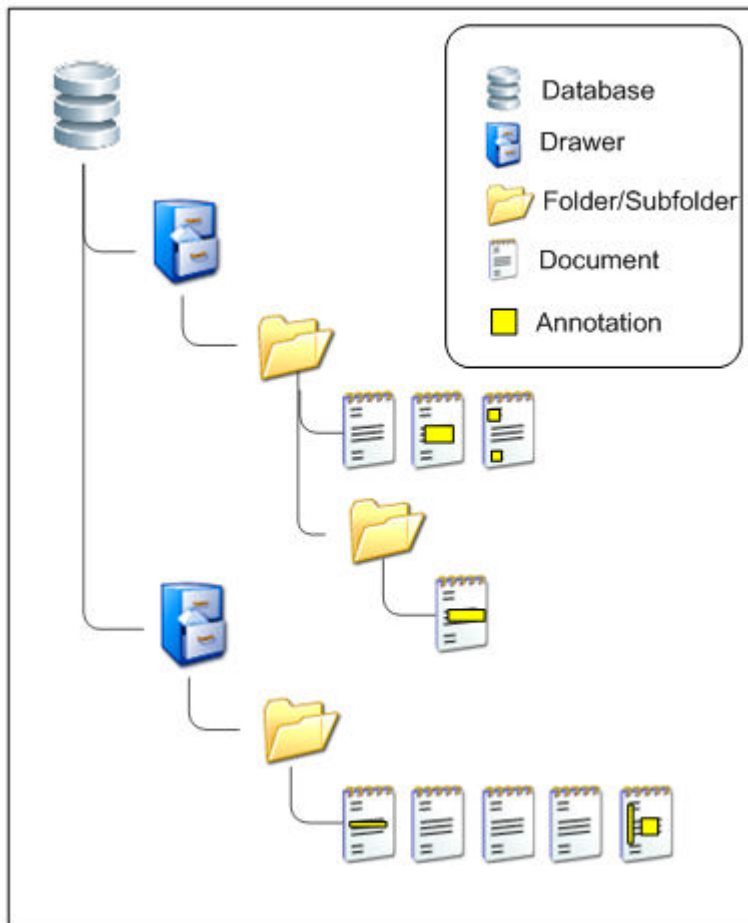 Database
Drawer
Folder/Subfolder
Document
Annotation